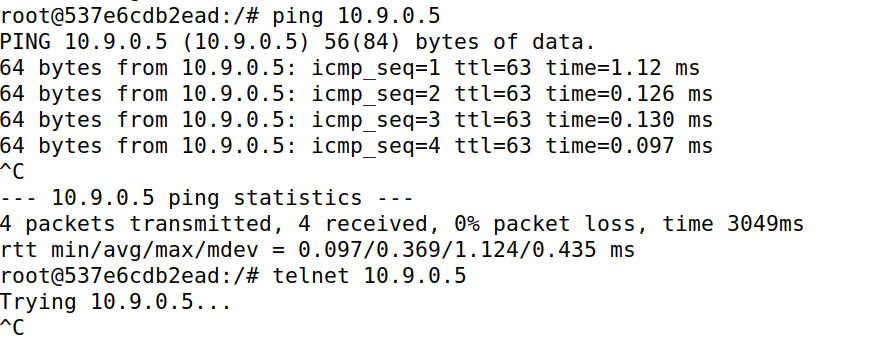 root@537e6cdb2ead:/# ping 10.9.0.5
PING 10.9.0.5 (10.9.0.5) 56(84) bytes of data.
64 bytes from 10.9.0.5: icmp_seq=1 ttl=63 time=1.12 ms
64 bytes from 10.9.0.5: icmp_seq=2 ttl=63 time=0.126 ms
64 bytes from 10.9.0.5: icmp_seq=3 ttl=63 time=0.130 ms
64 bytes from 10.9.0.5: icmp_seq=4 ttl=63 time=0.097 ms
^C
--- 10.9.0.5 ping statistics ---
4 packets transmitted, 4 received, 0% packet loss, time 3049ms
rtt min/avg/max/mdev = 0.097/0.369/1.124/0.435 ms
root@537e6cdb2ead:/# telnet 10.9.0.5
Trying 10.9.0.5...
^C